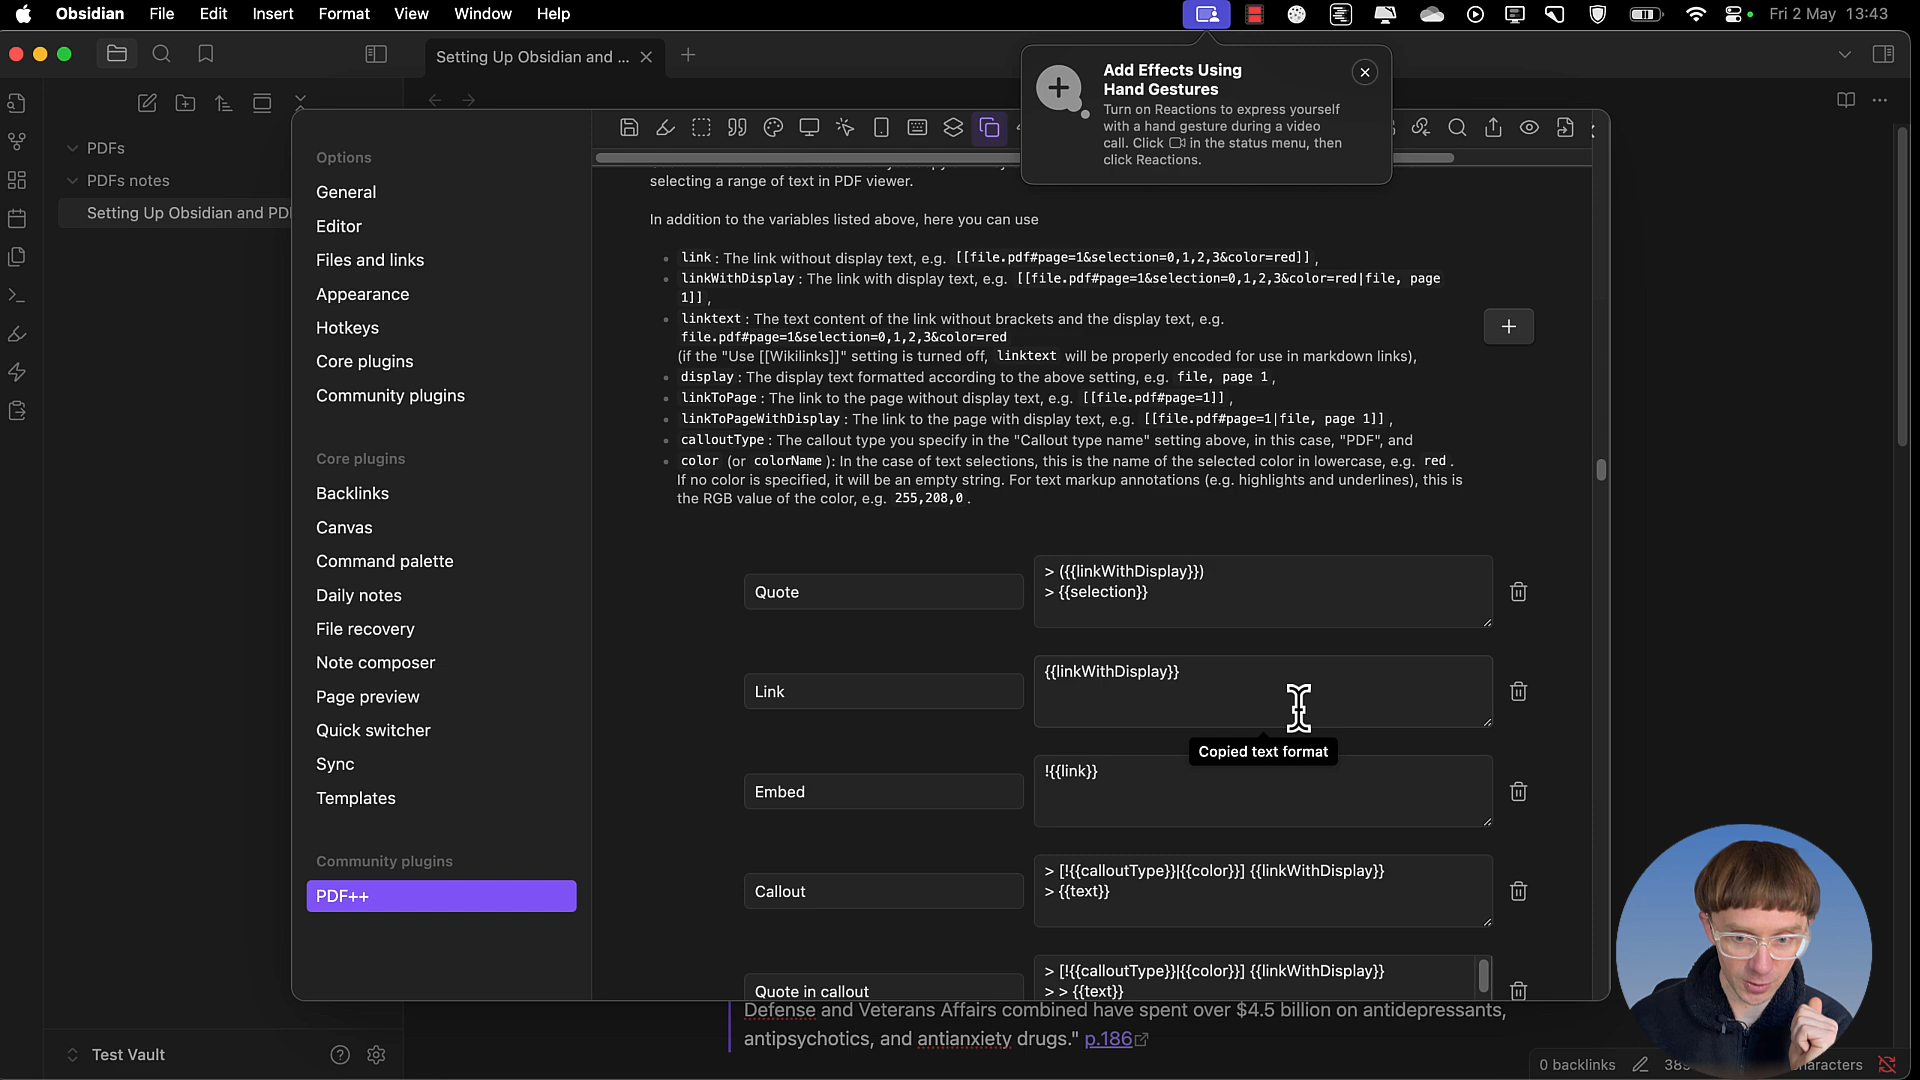 Obsidian File Edit Insert Format View Window Help
Fri 2 May 13:43
Setting Up Obsidian and ...
Add Effects Using
Hand Gestures
Turn on Reactions to express yourself
with a hand gesture during a video
call. Click in the status menu, then
click Reactions.
PDFs
PDFs notes
Setting Up Obsidian and PD
Options
General
Editor
Files and links
Appearance
Hotkeys
Core plugins
Community plugins
Core plugins
Backlinks
Canvas
Command palette
Daily notes
File recovery
Note composer
Page preview
Quick switcher
Sync
Templates
Community plugins
PDF++
selecting a range of text in PDF viewer.
In addition to the variables listed above, here you can use
link : The link without display text, e.g. [[file.pdf#page=1&selection=0,1,2,3&color=red]] ,
linkWithDisplay : The link with display text, e.g. [[file.pdf#page=1&selection=0,1,2,3&color=red|file, page
1]] ,
linktext : The text content of the link without brackets and the display text, e.g.
file.pdf#page=1&selection=0,1,2,3&color=red
(if the "Use [[Wikilinks]]" setting is turned off, linktext will be properly encoded for use in markdown links),
display : The display text formatted according to the above setting, e.g. file, page 1 ,
linkToPage : The link to the page without display text, e.g. [[file.pdf#page=1]] ,
linkToPageWithDisplay : The link to the page with display text, e.g. [[file.pdf#page=1|file, page 1]] ,
calloutType : The callout type you specify in the "Callout type name" setting above, in this case, "PDF", and
color (or colorName ): In the case of text selections, this is the name of the selected color in lowercase, e.g. red .
If no color is specified, it will be an empty string. For text markup annotations (e.g. highlights and underlines), this is
the RGB value of the color, e.g. 255,208,0 .
Quote
> ({{linkWithDisplay}})
> {{selection}}
Link
{{linkWithDisplay}}
Copied text format
Embed
!{{link}}
Callout
> [!{{calloutType}}|{{color}}] {{linkWithDisplay}}
> {{text}}
Quote in callout
> [!{{calloutType}}|{{color}}] {{linkWithDisplay}}
> > {{text}}
Defense and Veterans Affairs combined have spent over $4.5 billion on antidepressants,
antipsychotics, and antianxiety drugs." p.186
Test Vault
0 backlinks